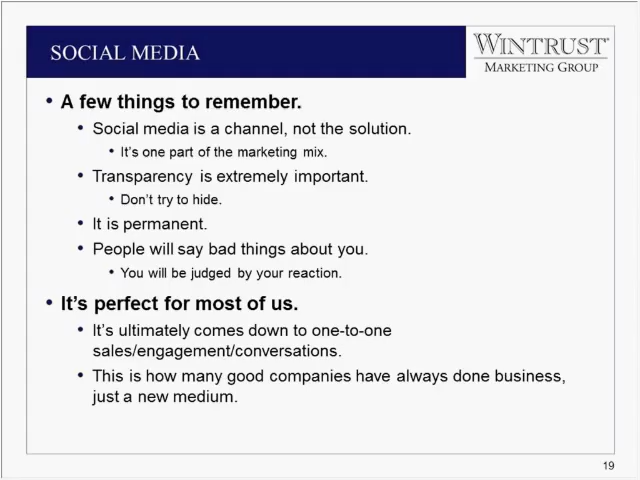 SOCIAL MEDIA
WINTRUST®
MARKETING GROUP
• A few things to remember.
• Social media is a channel, not the solution.
• It's one part of the marketing mix.
• Transparency is extremely important.
• Don't try to hide.
• It is permanent.
• People will say bad things about you.
• You will be judged by your reaction.
• It's perfect for most of us.
• It's ultimately comes down to one-to-one
sales/engagement/conversations.
• This is how many good companies have always done business,
just a new medium.
19